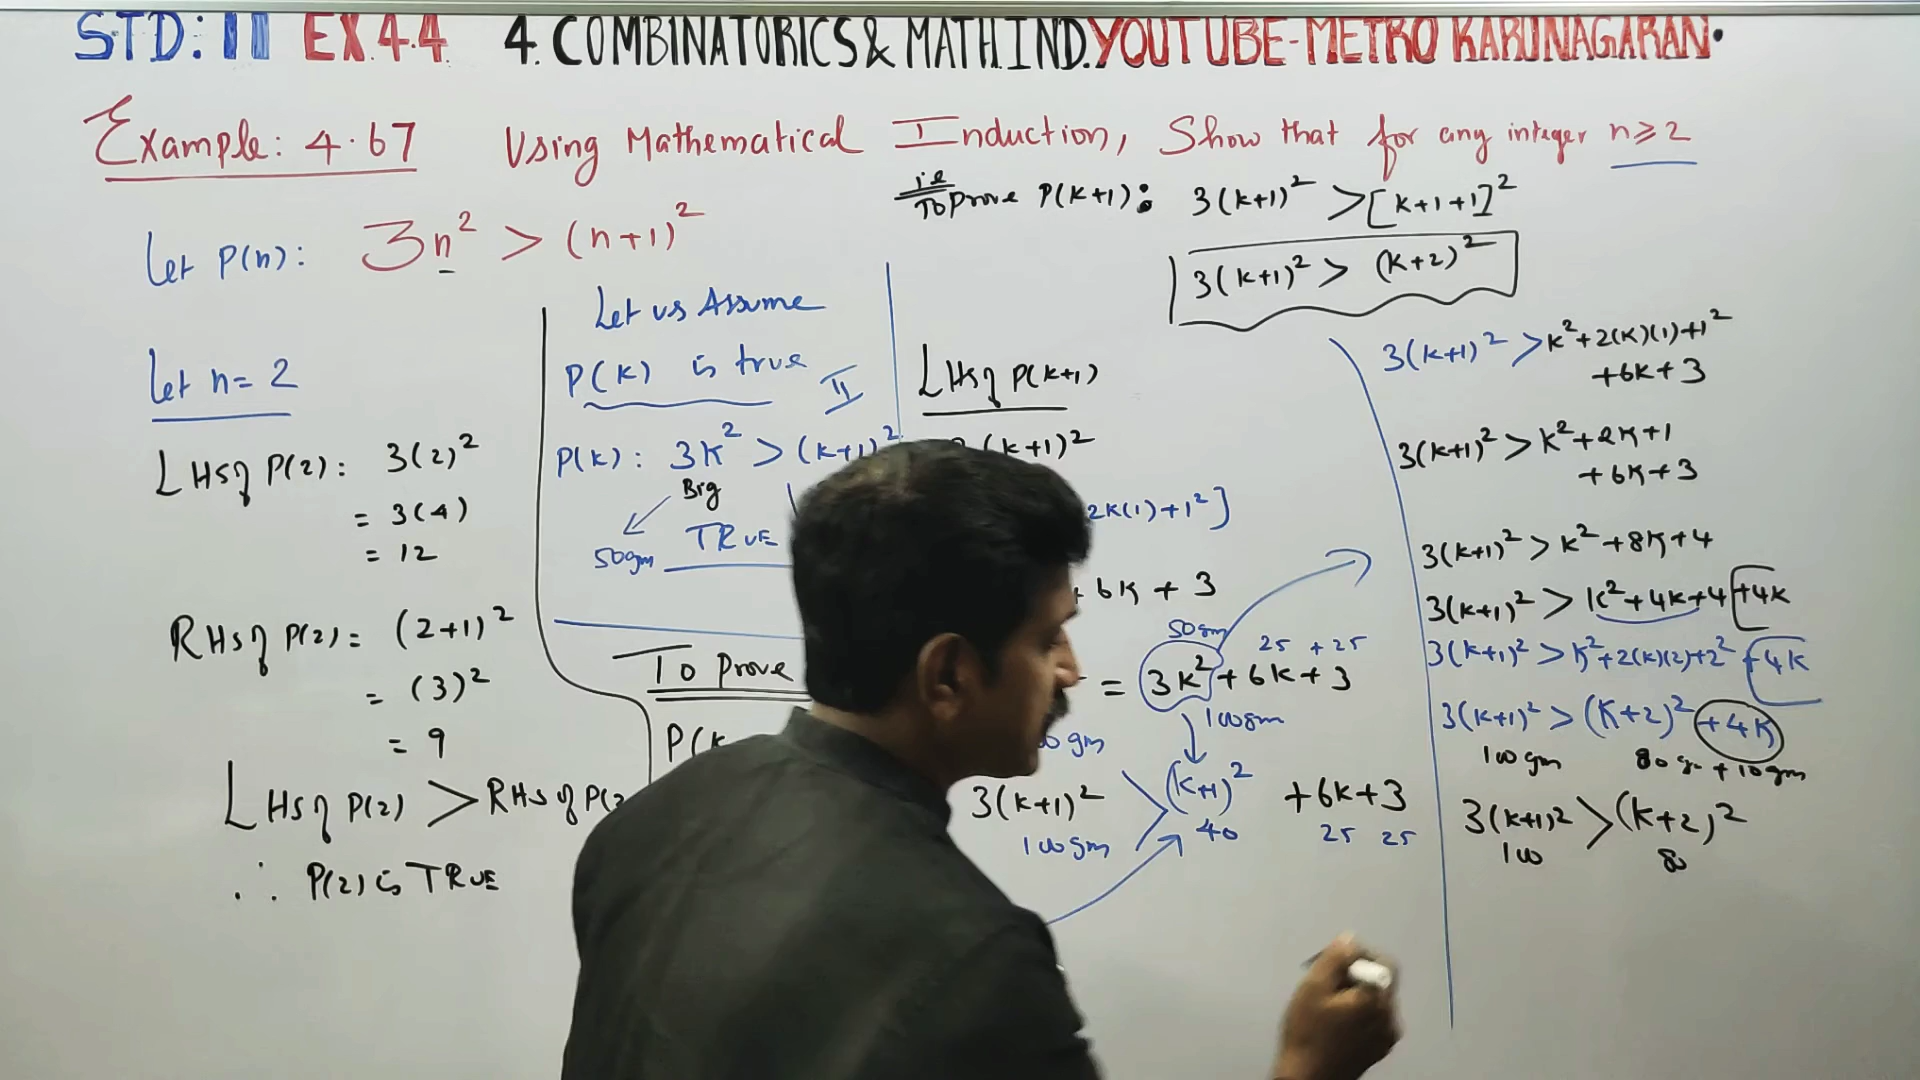 STD: 11 EX 4.4 4. COMBINATORICS & MATH.IND. YOUTUBE-METRO KARUNAGARAN.
Example: 4.67 Using Mathematical Induction, Show that for any integer n ≥ 2
Let P(n): 3n² > (n+1)²
Let n = 2
LHS of P(2): 3(2)²
= 3(4)
= 12
RHS of P(2) = (2+1)²
= (3)²
= 9
LHS of P(2) > RHS of P(2
∴ P(2) is TRUE
Let us Assume
P(k) is true II
P(k): 3k² > (k+1)²
Big
50gm TRUE
To Prove
P(k
ie
To prove P(k+1): 3(k+1)² > [k+1+1]²
3(k+1)² > (k+2)²
LHS of P(k+1)
(k+1)²
2k(1)+1²]
6k + 3
50gm 25 + 25
= 3k² + 6k + 3
100gm
gm
3(k+1)² > (k+1)² + 6k + 3
100gm 40 25 25
3(k+1)² > k² + 2(k)(1) + 1²
+ 6k + 3
3(k+1)² > k² + 2k + 1
+ 6k + 3
3(k+1)² > k² + 8k + 4
3(k+1)² > k² + 4k + 4 + 4k
3(k+1)² > k² + 2(k)(2) + 2² + 4k
3(k+1)² > (k+2)² + 4k
100gm 80gm + 10gm
3(k+1)² > (k+2)²
100 80